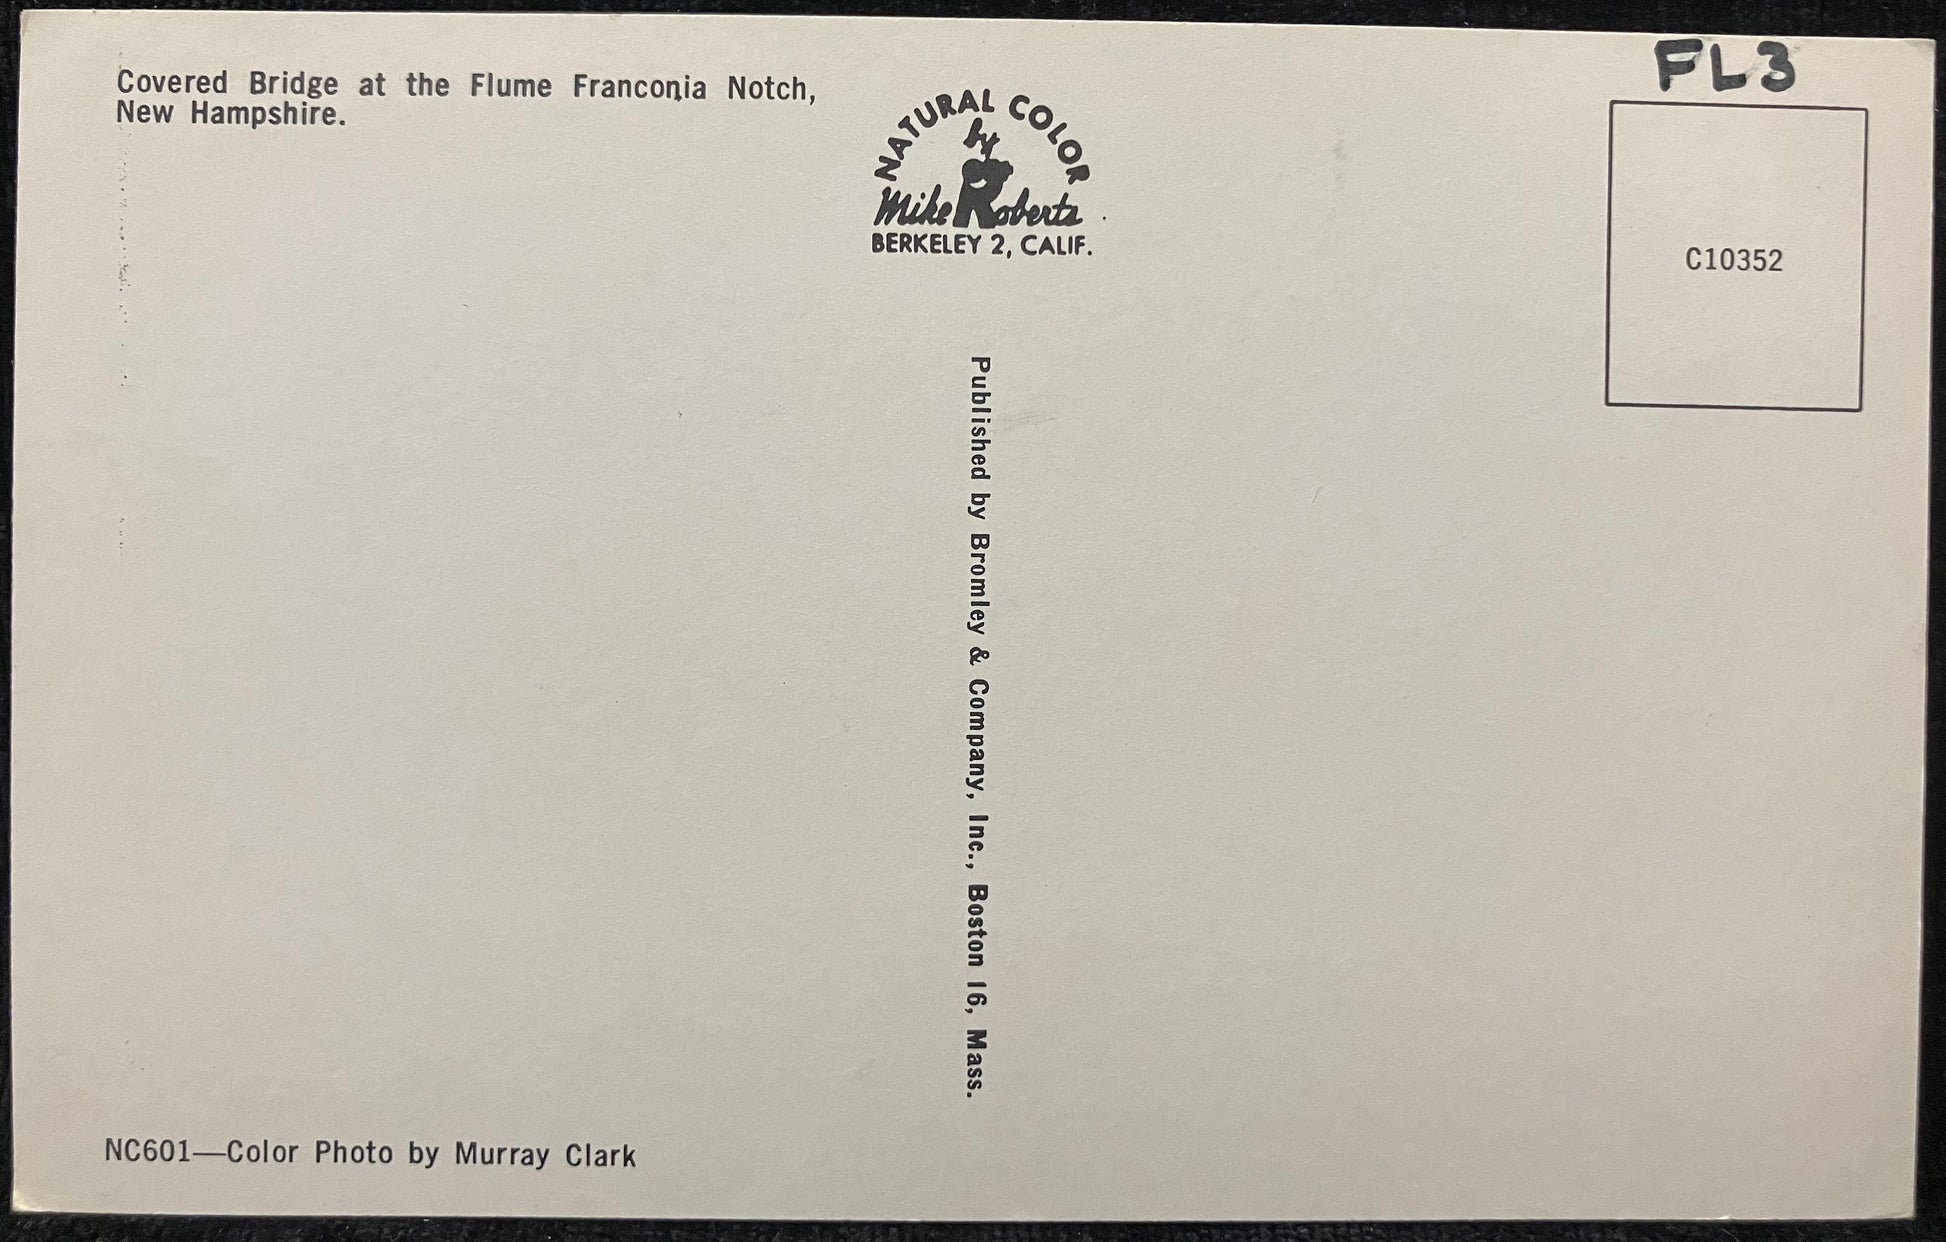 Covered Bridge at the Flume Franconia Notch,
New Hampshire.
NATURAL COLOR
by
Mike Roberts
BERKELEY 2, CALIF.
FL3
C10352
Published by Bromley & Company, Inc., Boston 16, Mass.
NC601—Color Photo by Murray Clark